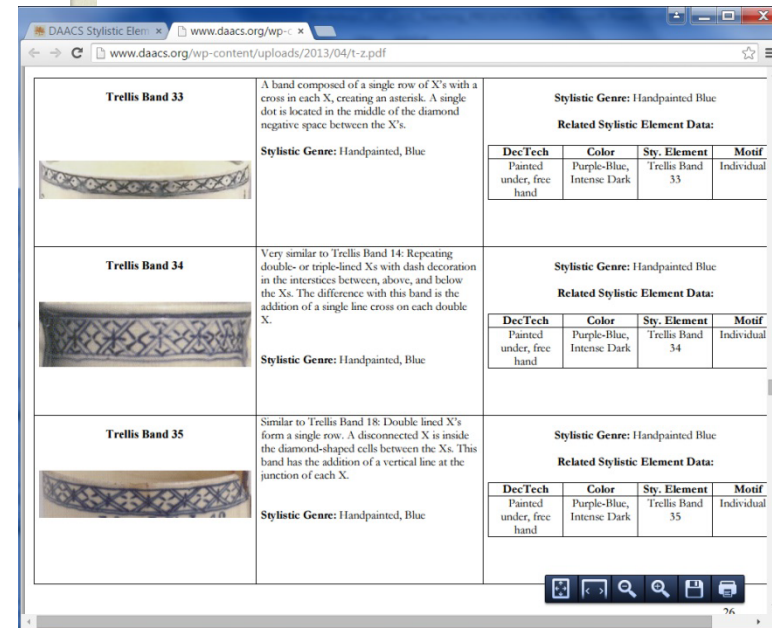 DAACS Stylistic Elem
www.daacs.org/wp-c
www.daacs.org/wp-content/uploads/2013/04/t-z.pdf
Trellis Band 33
A band composed of a single row of X's with a
cross in each X, creating an asterisk. A single
dot is located in the middle of the diamond
negative space between the X's.
Stylistic Genre: Handpainted, Blue
Stylistic Genre: Handpainted Blue
Related Stylistic Element Data:
DecTech Color Sty. Element Motif
Painted Purple-Blue, Trellis Band Individual
under, free Intense Dark 33
hand
Trellis Band 34
Very similar to Trellis Band 14: Repeating
double- or triple-lined Xs with dash decoration
in the interstices between, above, and below
the Xs. The difference with this band is the
addition of a single line cross on each double
X.
Stylistic Genre: Handpainted, Blue
Stylistic Genre: Handpainted Blue
Related Stylistic Element Data:
DecTech Color Sty. Element Motif
Painted Purple-Blue, Trellis Band Individual
under, free Intense Dark 34
hand
Trellis Band 35
Similar to Trellis Band 18: Double lined X's
form a single row. A disconnected X is inside
the diamond-shaped cells between the Xs. This
band has the addition of a vertical line at the
junction of each X.
Stylistic Genre: Handpainted, Blue
Stylistic Genre: Handpainted Blue
Related Stylistic Element Data:
DecTech Color Sty. Element Motif
Painted Purple-Blue, Trellis Band Individual
under, free Intense Dark 35
hand
26